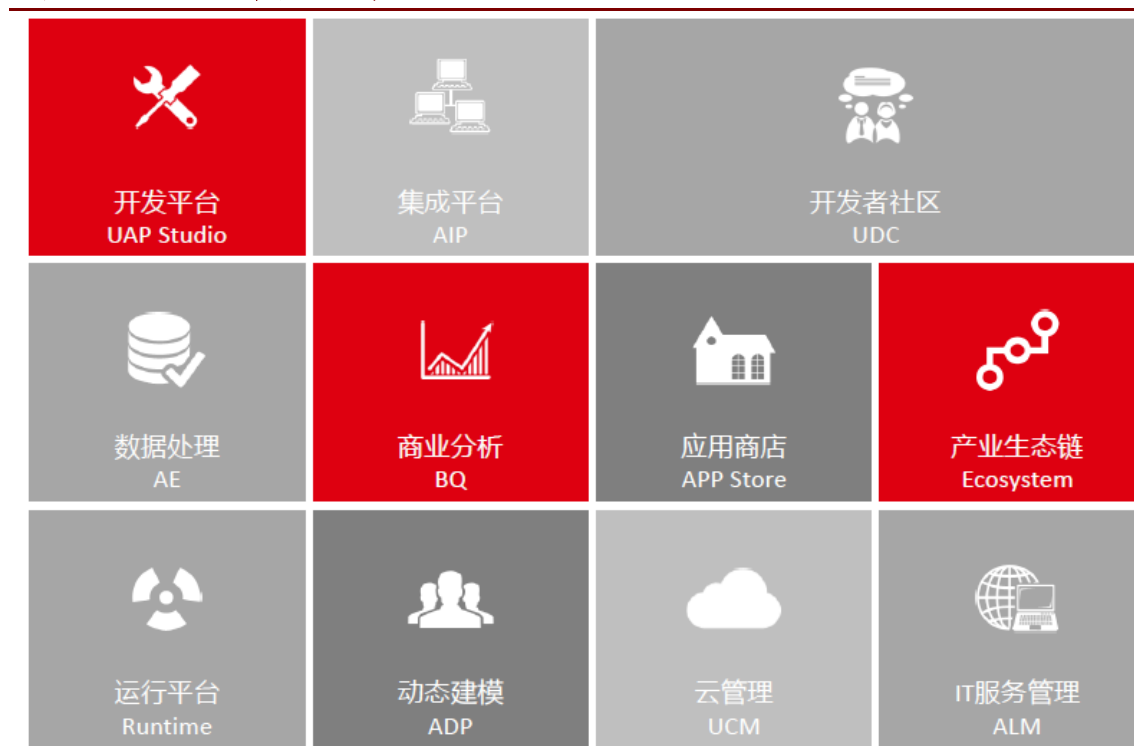 开发平台
UAP Studio
集成平台
AIP
开发者社区
UDC
数据处理
AE
商业分析
BQ
应用商店
APP Store
产业生态链
Ecosystem
运行平台
Runtime
动态建模
ADP
云管理
UCM
IT服务管理
ALM